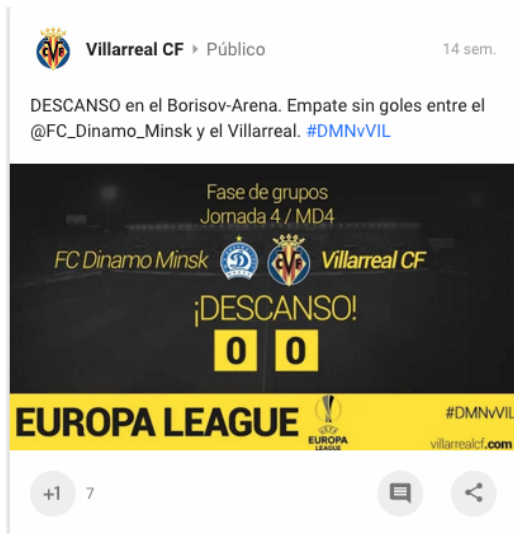 Villarreal CF ▸ Público
14 sem.
DESCANSO en el Borisov-Arena. Empate sin goles entre el
@FC_Dinamo_Minsk y el Villarreal. #DMNvVIL
Fase de grupos
Jornada 4 / MD4
FC Dinamo Minsk
Villarreal CF
¡DESCANSO!
0 0
EUROPA LEAGUE
UEFA
EUROPA
LEAGUE
#DMNvVIL
villarrealcf.com
+1 7